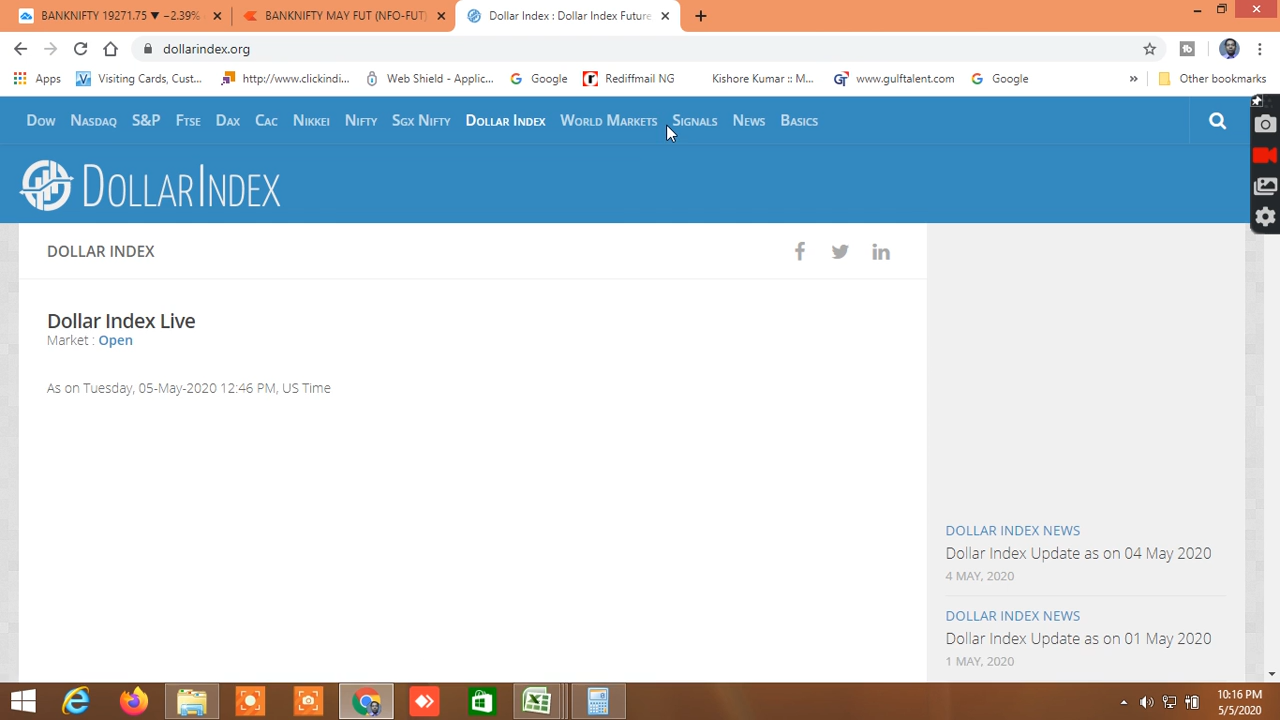 BANKNIFTY 19271.75 ▼ −2.39%
BANKNIFTY MAY FUT (NFO-FUT)
Dollar Index : Dollar Index Future
dollarindex.org
Apps
Visiting Cards, Cust...
http://www.clickindi...
Web Shield - Applic...
Google
Rediffmail NG
Kishore Kumar :: M...
www.gulftalent.com
Google
»
Other bookmarks
Dow Nasdaq S&P Ftse Dax Cac Nikkei Nifty Sgx Nifty Dollar Index World Markets Signals News Basics
DollarIndex
DOLLAR INDEX
Dollar Index Live
Market : Open
As on Tuesday, 05-May-2020 12:46 PM, US Time
DOLLAR INDEX NEWS
Dollar Index Update as on 04 May 2020
4 MAY, 2020
DOLLAR INDEX NEWS
Dollar Index Update as on 01 May 2020
1 MAY, 2020
10:16 PM
5/5/2020